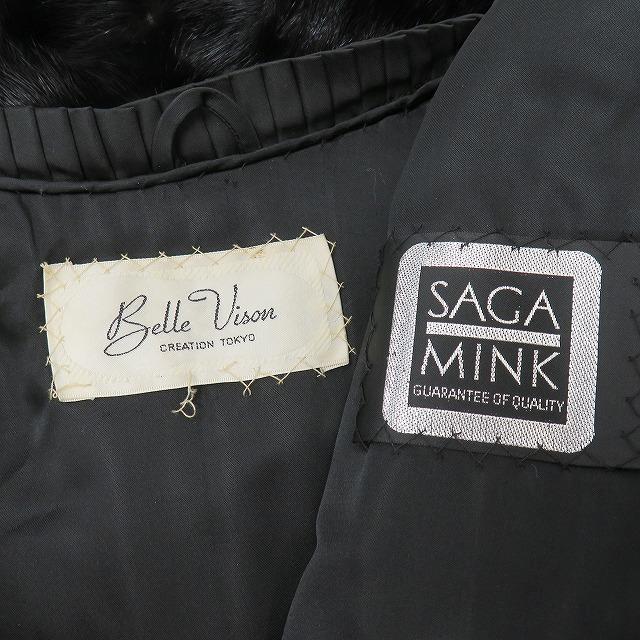 Belle Vison
CREATION TOKYO
SAGA
MINK
GUARANTEE OF QUALITY